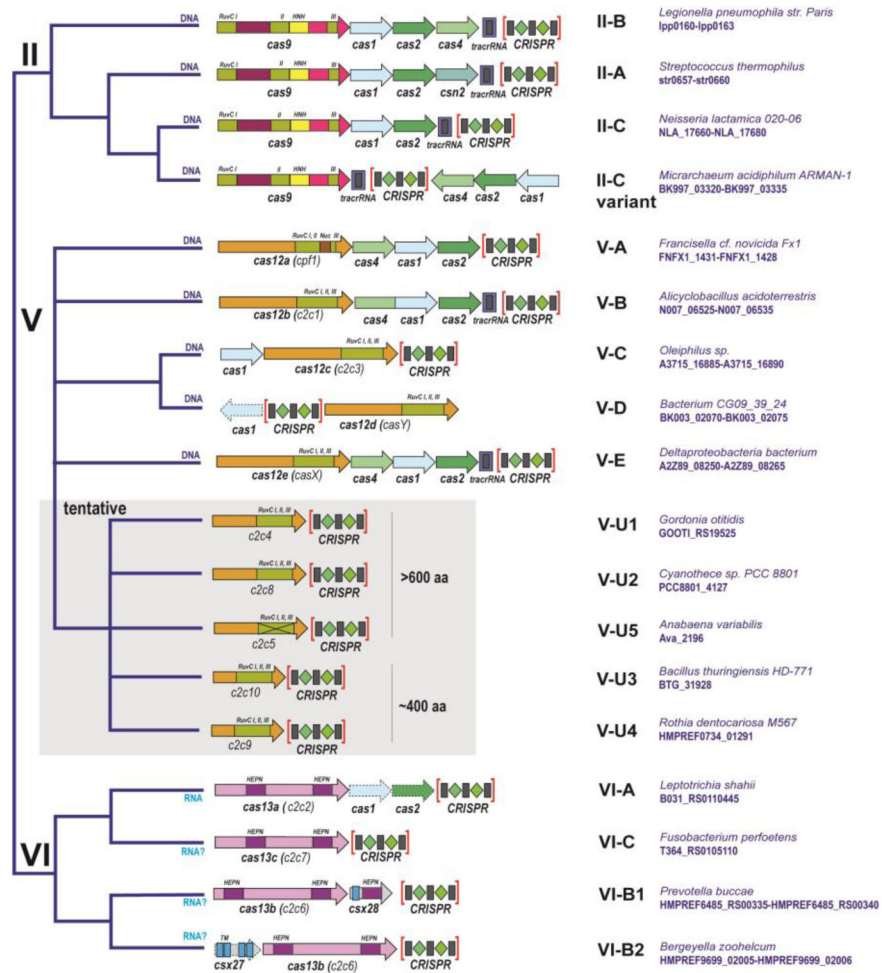 II
DNA
RuvC I II HNH III
cas9 cas1 cas2 cas4 tracrRNA CRISPR
II-B
Legionella pneumophila str. Paris
lpp0160-lpp0163
DNA
RuvC I II HNH III
cas9 cas1 cas2 csn2 tracrRNA CRISPR
II-A
Streptococcus thermophilus
str0657-str0660
DNA
RuvC I II HNH III
cas9 cas1 cas2 tracrRNA CRISPR
II-C
Neisseria lactamica 020-06
NLA_17660-NLA_17680
DNA
RuvC I II HNH III
cas9 tracrRNA CRISPR cas4 cas2 cas1
II-C
variant
Micrarchaeum acidiphilum ARMAN-1
BK997_03320-BK997_03335
V
DNA
RuvC I, II Nuc III
cas12a (cpf1) cas4 cas1 cas2 CRISPR
V-A
Francisella cf. novicida Fx1
FNFX1_1431-FNFX1_1428
DNA
RuvC I, II, III
cas12b (c2c1) cas4 cas1 cas2 tracrRNA CRISPR
V-B
Alicyclobacillus acidoterrestris
N007_06525-N007_06535
DNA
RuvC I, II, III
cas1 cas12c (c2c3) CRISPR
V-C
Oleiphilus sp.
A3715_16885-A3715_16890
DNA
RuvC I, II, III
cas1 CRISPR cas12d (casY)
V-D
Bacterium CG09_39_24
BK003_02070-BK003_02075
DNA
RuvC I, II, III
cas12e (casX) cas4 cas1 cas2 tracrRNA CRISPR
V-E
Deltaproteobacteria bacterium
A2Z89_08250-A2Z89_08265
tentative
RuvC I, II, III
c2c4 CRISPR
V-U1
Gordonia otitidis
GOOTI_RS19525
>600 aa
RuvC I, II, III
c2c8 CRISPR
V-U2
Cyanothece sp. PCC 8801
PCC8801_4127
RuvC I, II, III
c2c5 CRISPR
V-U5
Anabaena variabilis
Ava_2196
RuvC I, II, III
c2c10 CRISPR
V-U3
Bacillus thuringiensis HD-771
BTG_31928
~400 aa
RuvC I, II, III
c2c9 CRISPR
V-U4
Rothia dentocariosa M567
HMPREF0734_01291
VI
RNA
HEPN HEPN
cas13a (c2c2) cas1 cas2 CRISPR
VI-A
Leptotrichia shahii
B031_RS0110445
RNA?
HEPN HEPN
cas13c (c2c7) CRISPR
VI-C
Fusobacterium perfoetens
T364_RS0105110
RNA?
HEPN HEPN HEPN
cas13b (c2c6) csx28 CRISPR
VI-B1
Prevotella buccae
HMPREF6485_RS00335-HMPREF6485_RS00340
RNA?
TM HEPN HEPN
csx27 cas13b (c2c6) CRISPR
VI-B2
Bergeyella zoohelcum
HMPREF9699_02005-HMPREF9699_02006